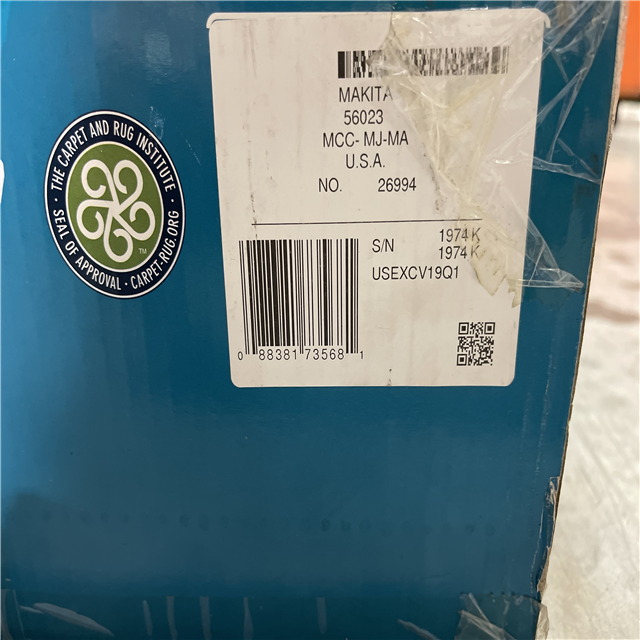 THE CARPET AND RUG INSTITUTE
SEAL OF APPROVAL · CARPET-RUG.ORG
TM
MAKITA
56023
MCC- MJ-MA
U.S.A.
NO. 26994
S/N 1974 K
1974 K
USEXCV19Q1
0 88381 73568 1